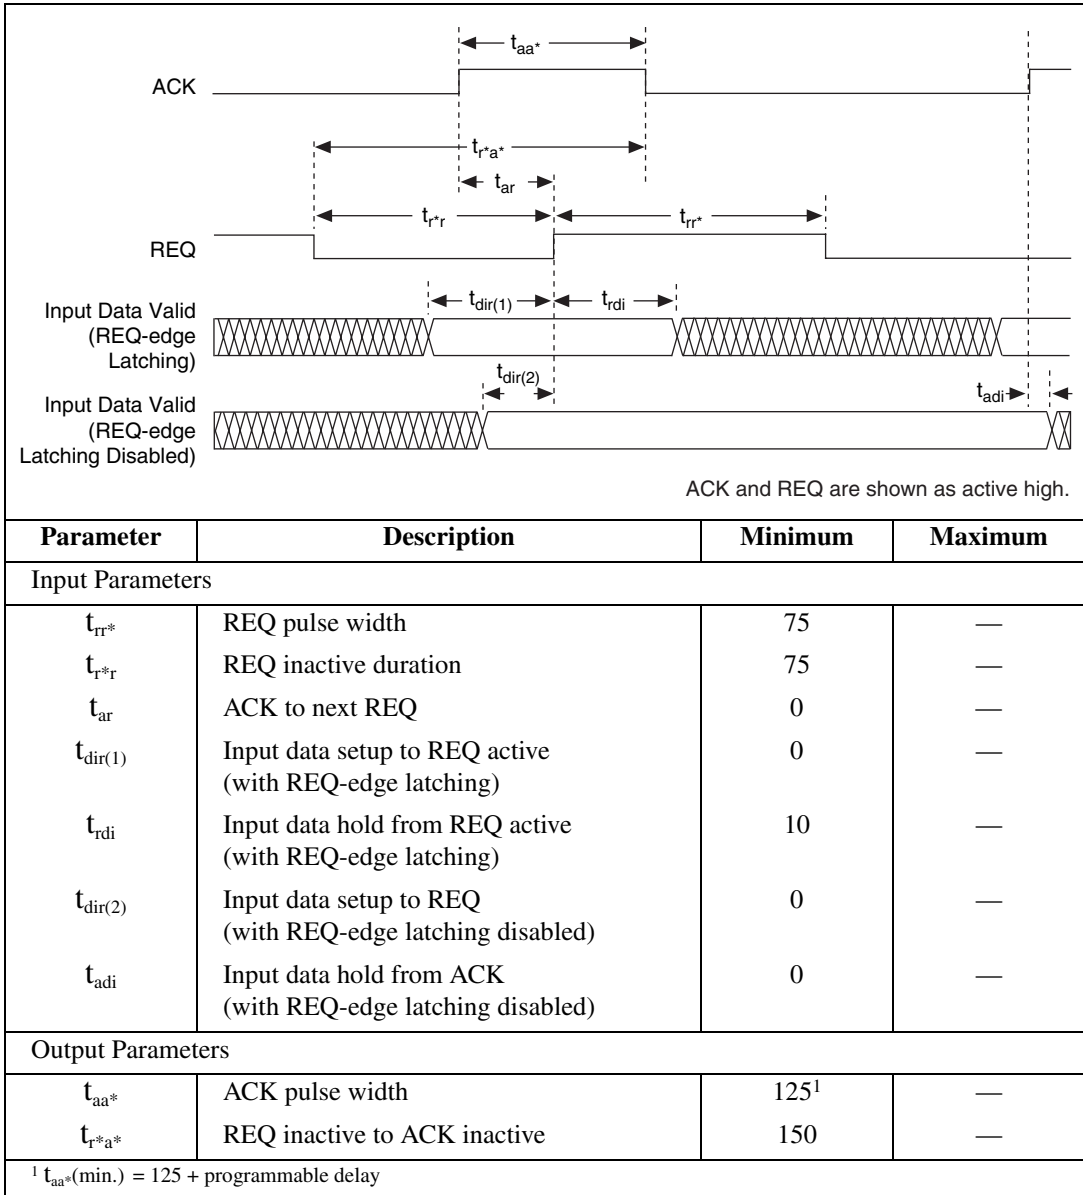 t_aa*
ACK
t_r*a*
t_ar
t_r*r
t_rr*
REQ
Input Data Valid
(REQ-edge
Latching)
t_dir(1)
t_rdi
t_dir(2)
t_adi
Input Data Valid
(REQ-edge
Latching Disabled)
ACK and REQ are shown as active high.
Parameter Description Minimum Maximum
Input Parameters
t_rr* REQ pulse width 75 —
t_r*r REQ inactive duration 75 —
t_ar ACK to next REQ 0 —
t_dir(1) Input data setup to REQ active 0 —
(with REQ-edge latching)
t_rdi Input data hold from REQ active 10 —
(with REQ-edge latching)
t_dir(2) Input data setup to REQ 0 —
(with REQ-edge latching disabled)
t_adi Input data hold from ACK 0 —
(with REQ-edge latching disabled)
Output Parameters
t_aa* ACK pulse width 125¹ —
t_r*a* REQ inactive to ACK inactive 150 —
¹ t_aa*(min.) = 125 + programmable delay